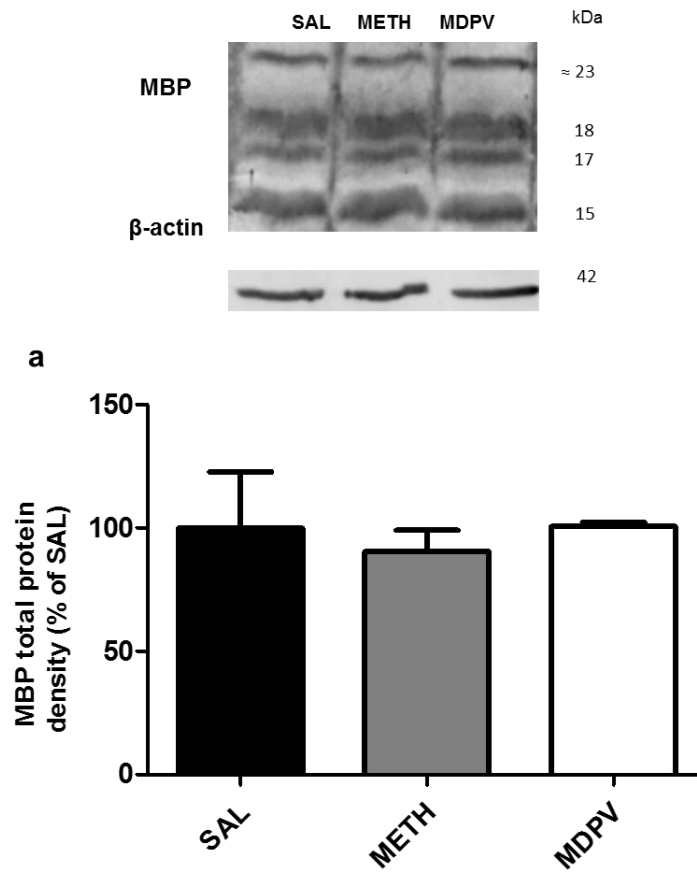 SAL METH MDPV kDa
MBP
≈ 23
18
17
15
β-actin
42
a
MBP total protein
density (% of SAL)
150
100
50
0
SAL METH MDPV